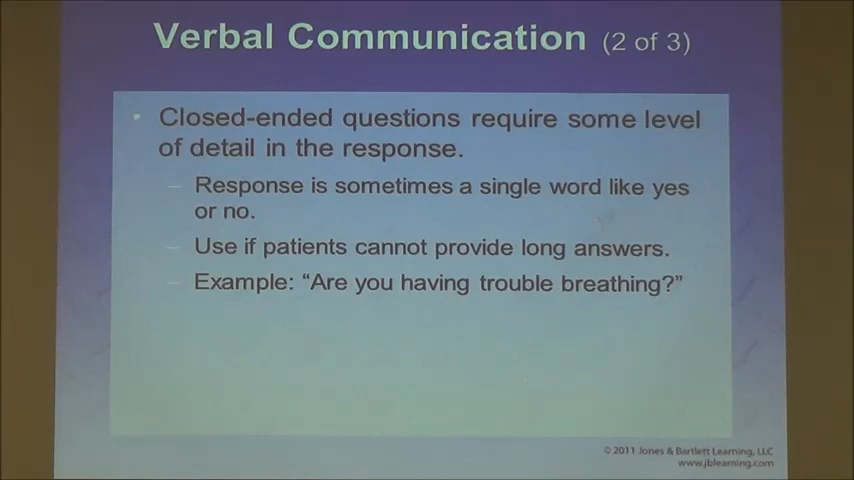 Verbal Communication (2 of 3)
• Closed-ended questions require some level
of detail in the response.
– Response is sometimes a single word like yes
or no.
– Use if patients cannot provide long answers.
– Example: “Are you having trouble breathing?”
© 2011 Jones & Bartlett Learning, LLC
www.jblearning.com